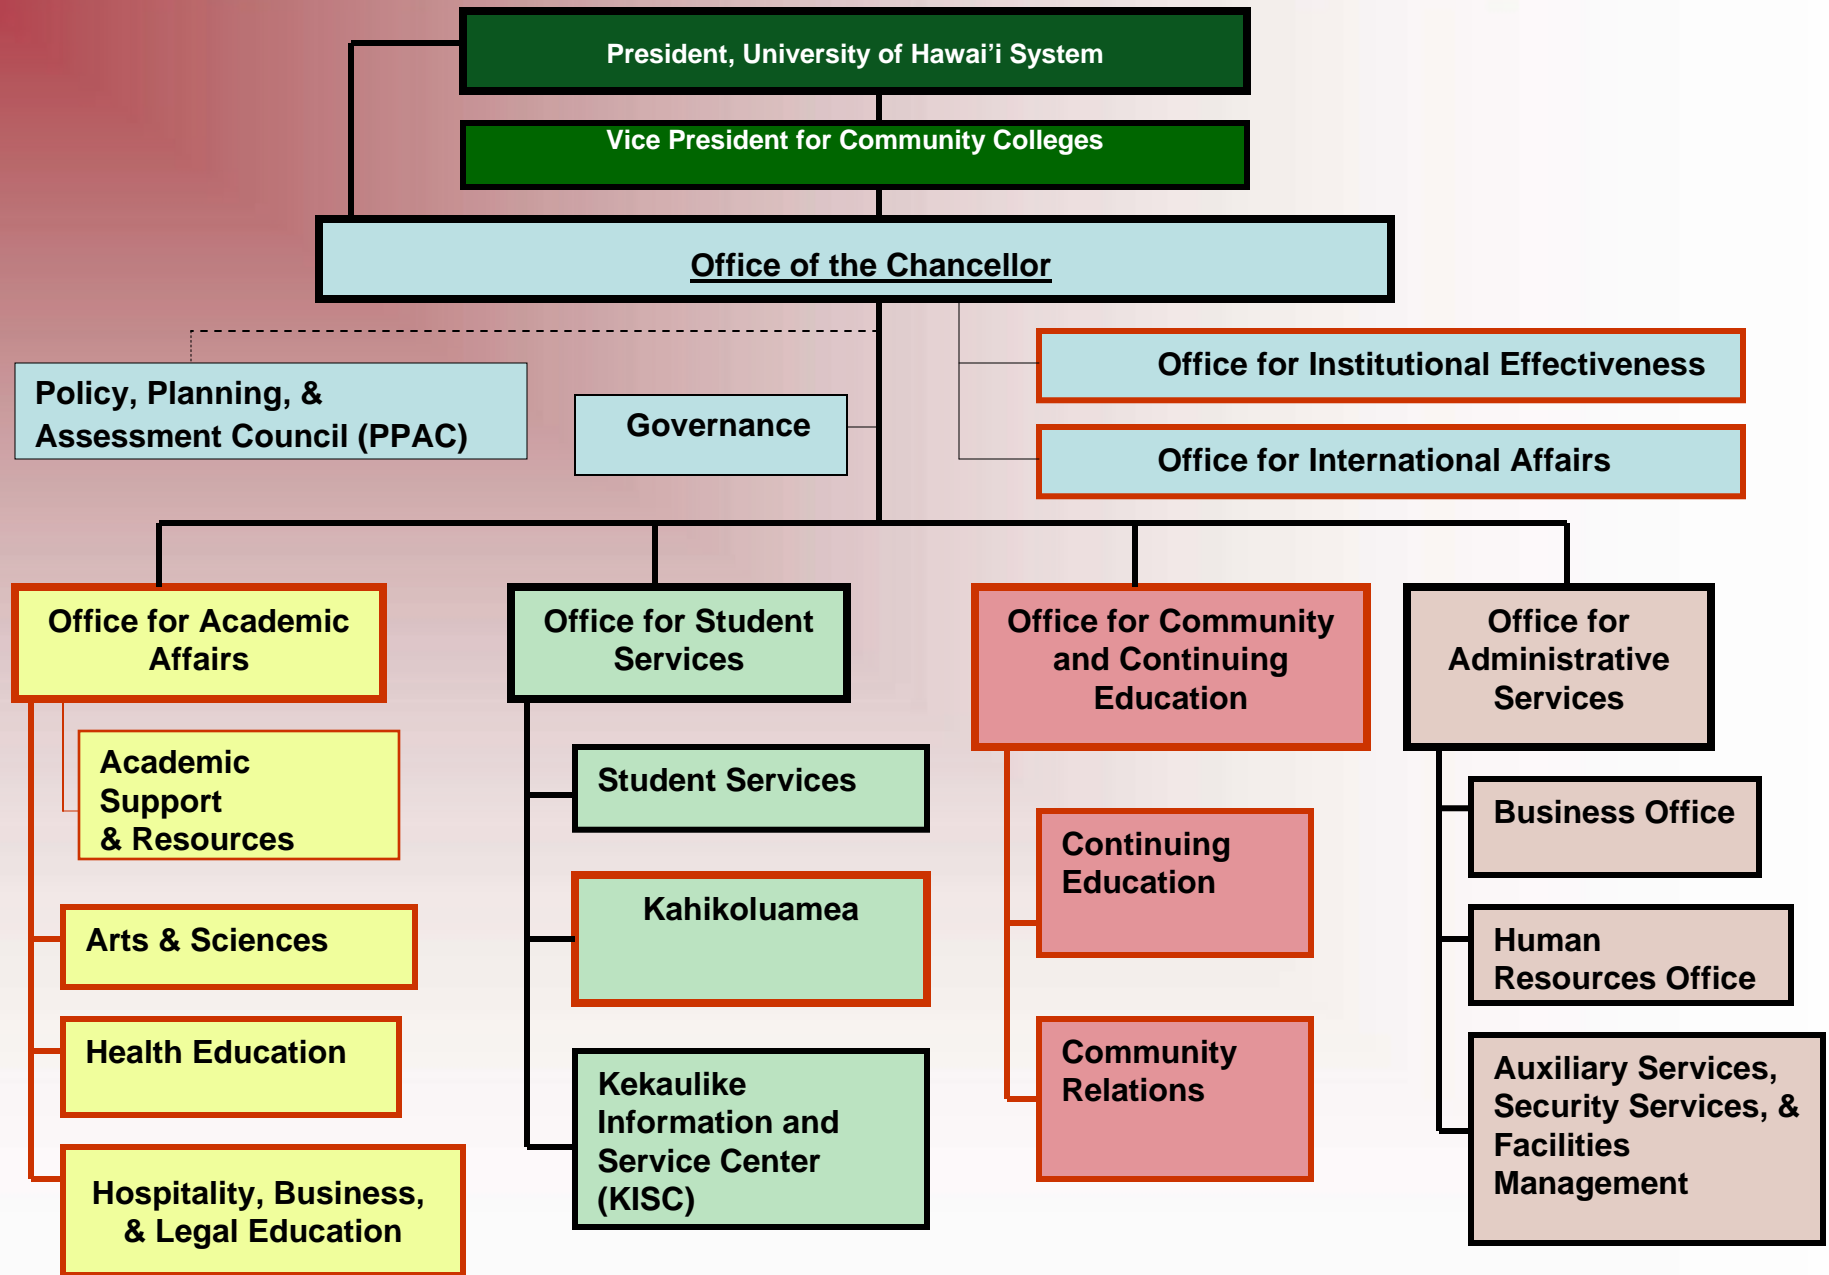 President, University of Hawai’i System
Vice President for Community Colleges
Office of the Chancellor
Policy, Planning, &
Assessment Council (PPAC)
Governance
Office for Institutional Effectiveness
Office for International Affairs
Office for Academic
Affairs
Academic
Support
& Resources
Arts & Sciences
Health Education
Hospitality, Business,
& Legal Education
Office for Student
Services
Student Services
Kahikoluamea
Kekaulike
Information and
Service Center
(KISC)
Office for Community
and Continuing
Education
Continuing
Education
Community
Relations
Office for
Administrative
Services
Business Office
Human
Resources Office
Auxiliary Services,
Security Services, &
Facilities
Management